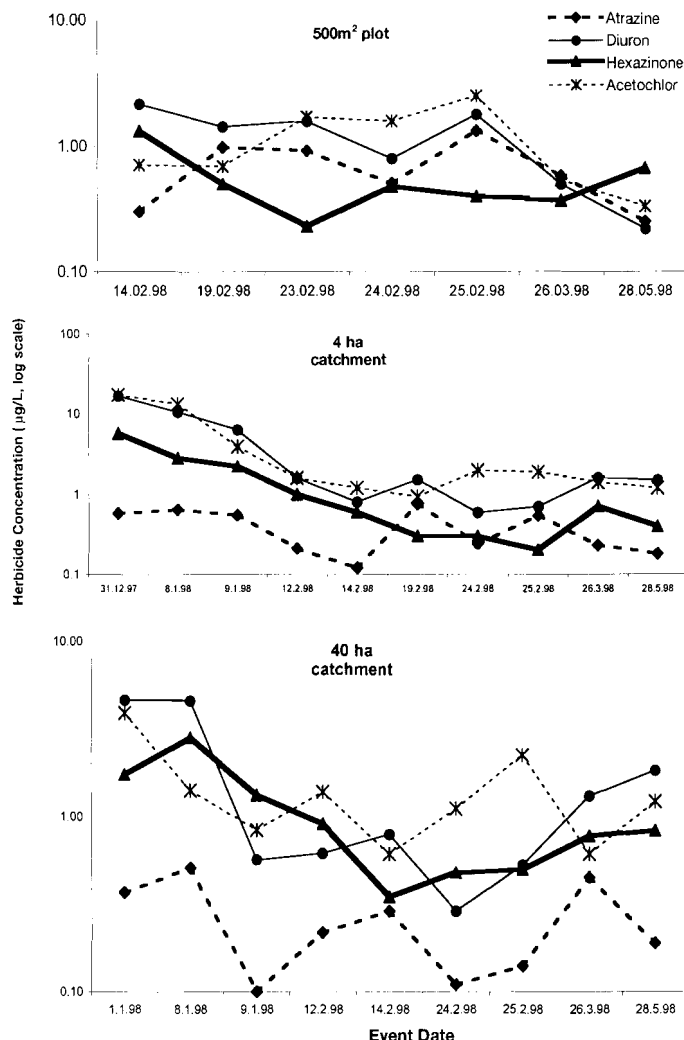 10.00
500m² plot
Atrazine
Diuron
Hexazinone
Acetochlor
1.00
0.10
14.02.98 19.02.98 23.02.98 24.02.98 25.02.98 26.03.98 28.05.98
Herbicide Concentration ( µg/L, log scale)
100
4 ha
catchment
10
1
0.1
31.12.97 8.1.98 9.1.98 12.2.98 14.2.98 19.2.98 24.2.98 25.2.98 26.3.98 28.5.98
10.00
40 ha
catchment
1.00
0.10
1.1.98 8.1.98 9.1.98 12.2.98 14.2.98 24.2.98 25.2.98 26.3.98 28.5.98
Event Date